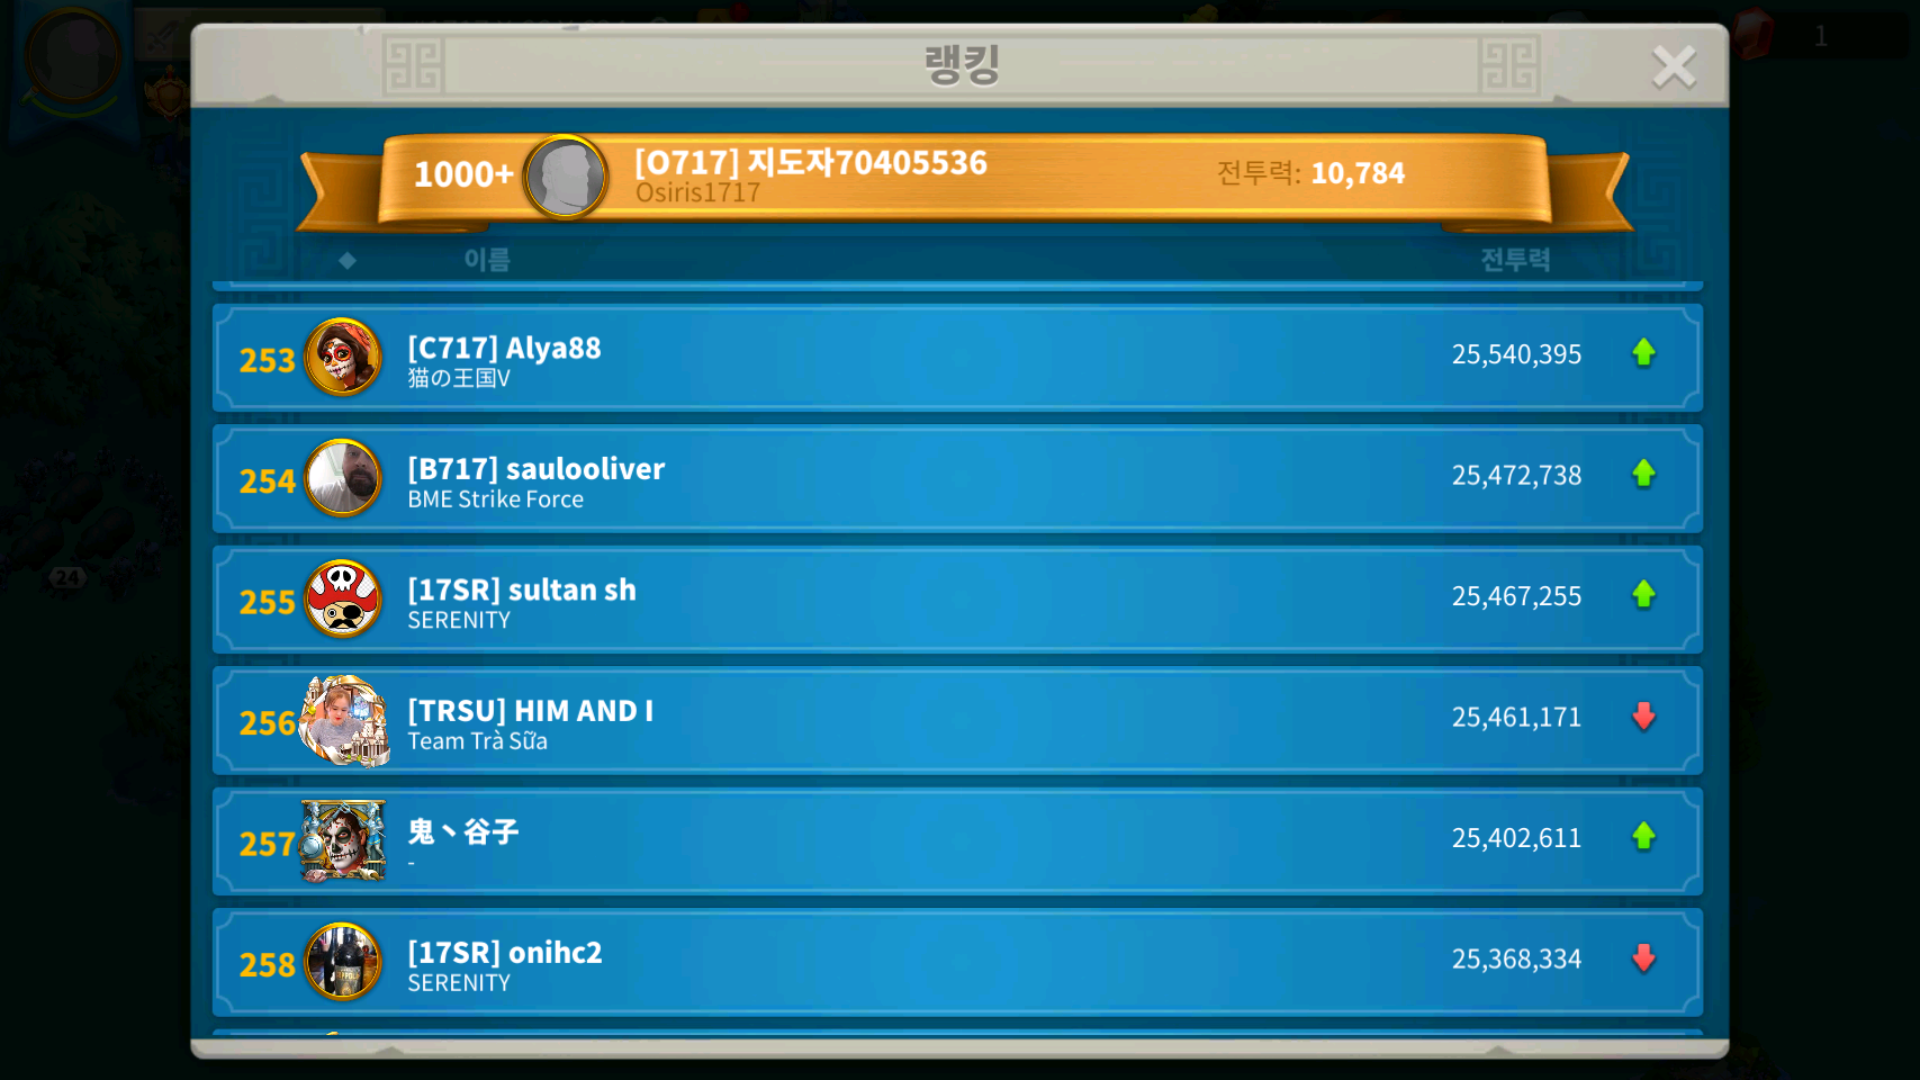 1
랭킹
1000+
[O717] 지도자70405536
Osiris1717
전투력: 10,784
이름
전투력
253
[C717] Alya88
猫の王国V
25,540,395
254
[B717] saulooliver
BME Strike Force
25,472,738
255
[17SR] sultan sh
SERENITY
25,467,255
24
256
[TRSU] HIM AND I
Team Trà Sữa
25,461,171
257
鬼丶谷子
-
25,402,611
258
[17SR] onihc2
SERENITY
25,368,334